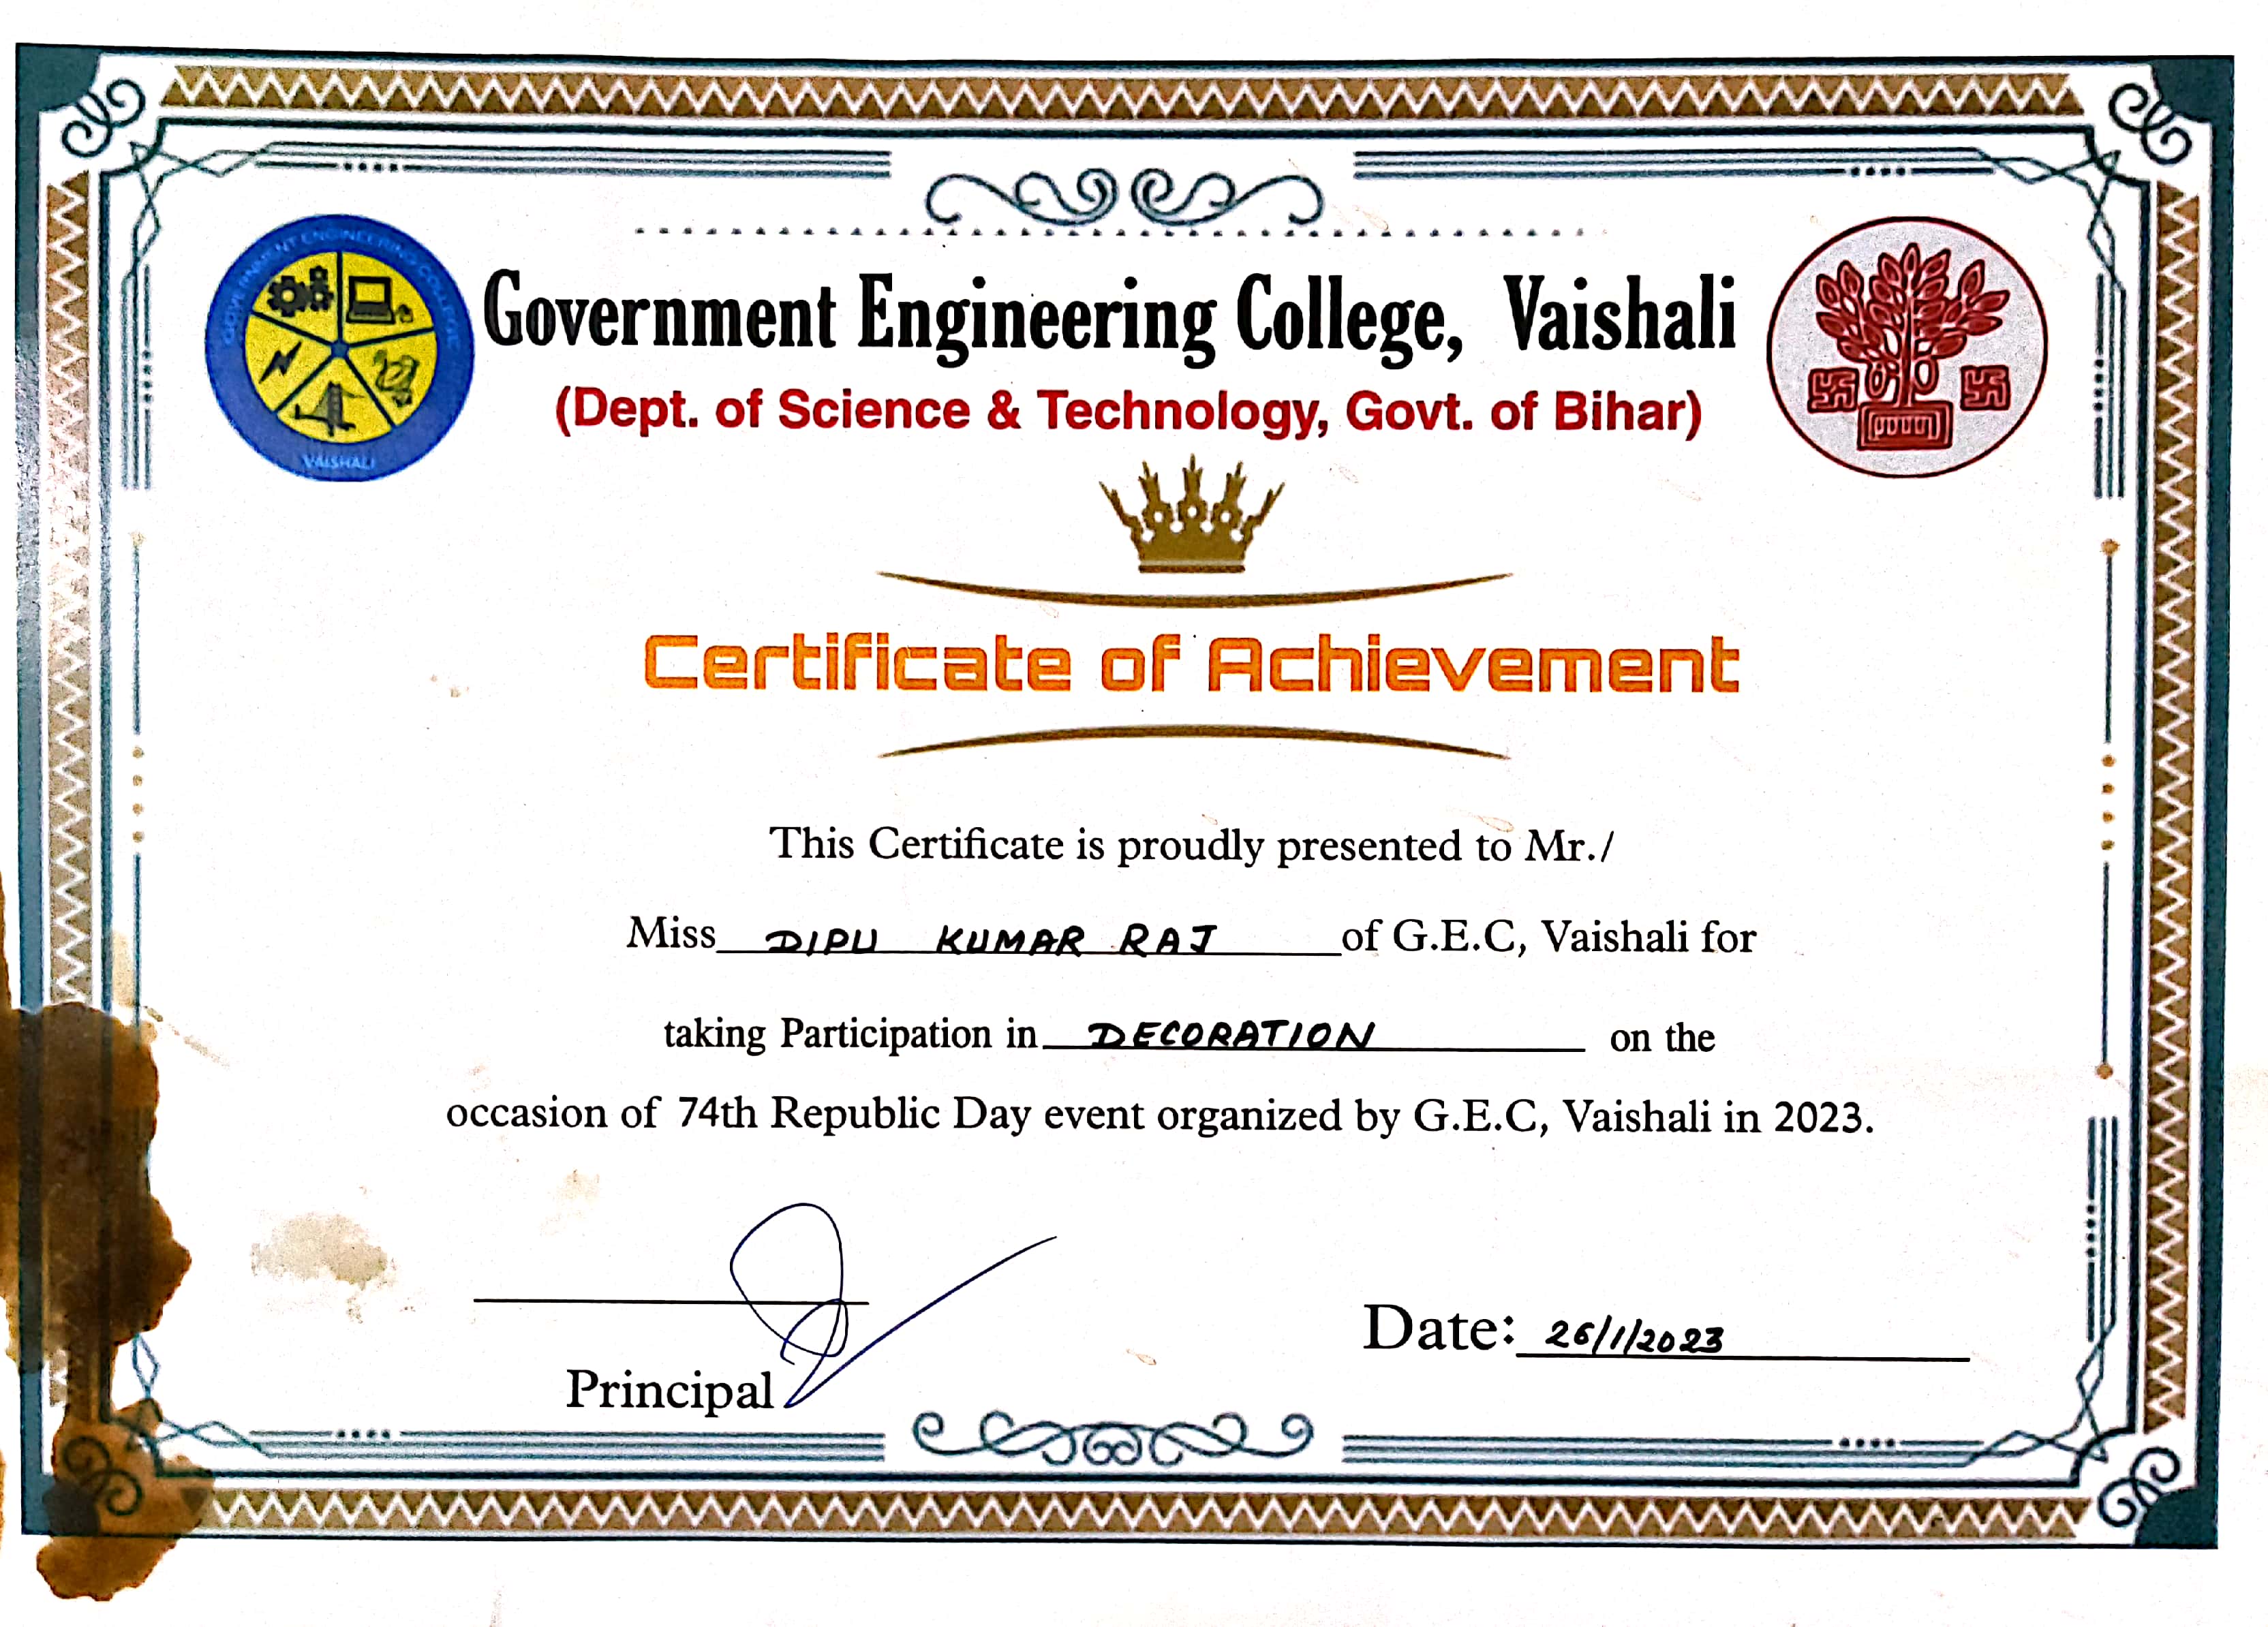 GOVERNMENT ENGINEERING COLLEGE
VAISHALI
Government Engineering College, Vaishali
(Dept. of Science & Technology, Govt. of Bihar)
Certificate of Achievement
This Certificate is proudly presented to Mr./
Miss DIPU KUMAR RAJ of G.E.C, Vaishali for
taking Participation in DECORATION on the
occasion of 74th Republic Day event organized by G.E.C, Vaishali in 2023.
Principal
Date: 26/1/2023